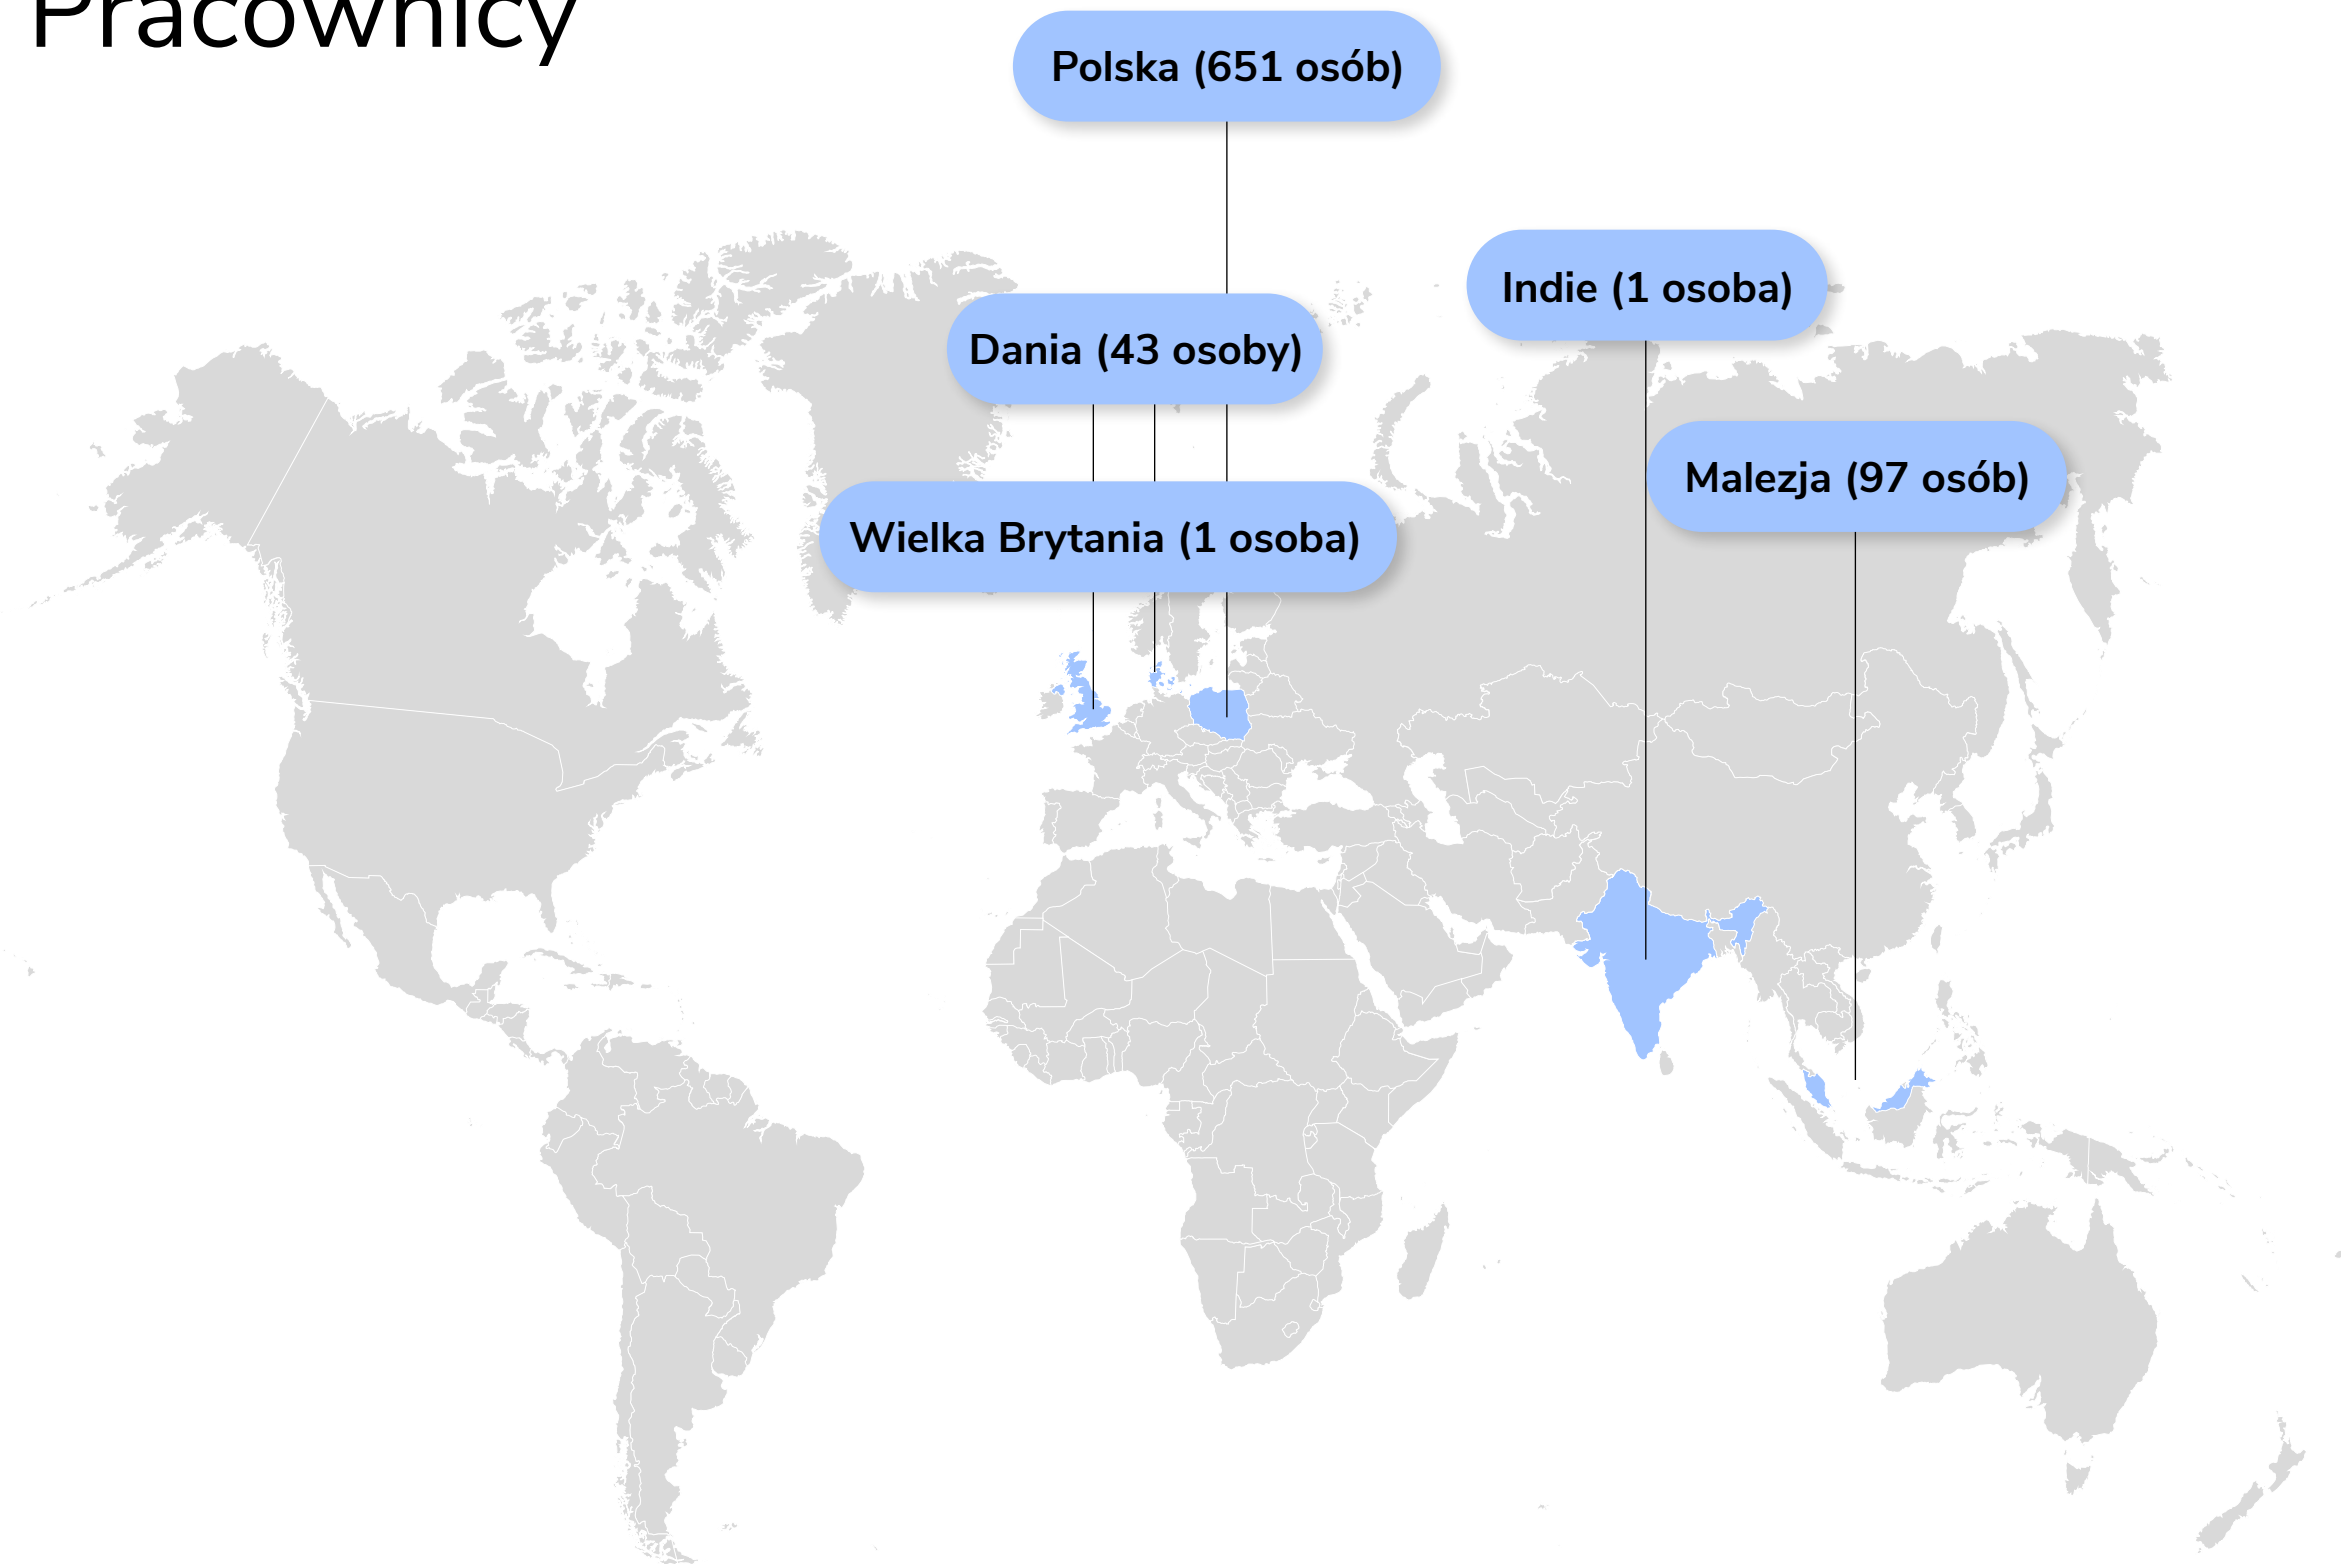 Pracownicy
Polska (651 osób)
Indie (1 osoba)
Dania (43 osoby)
Malezja (97 osób)
Wielka Brytania (1 osoba)